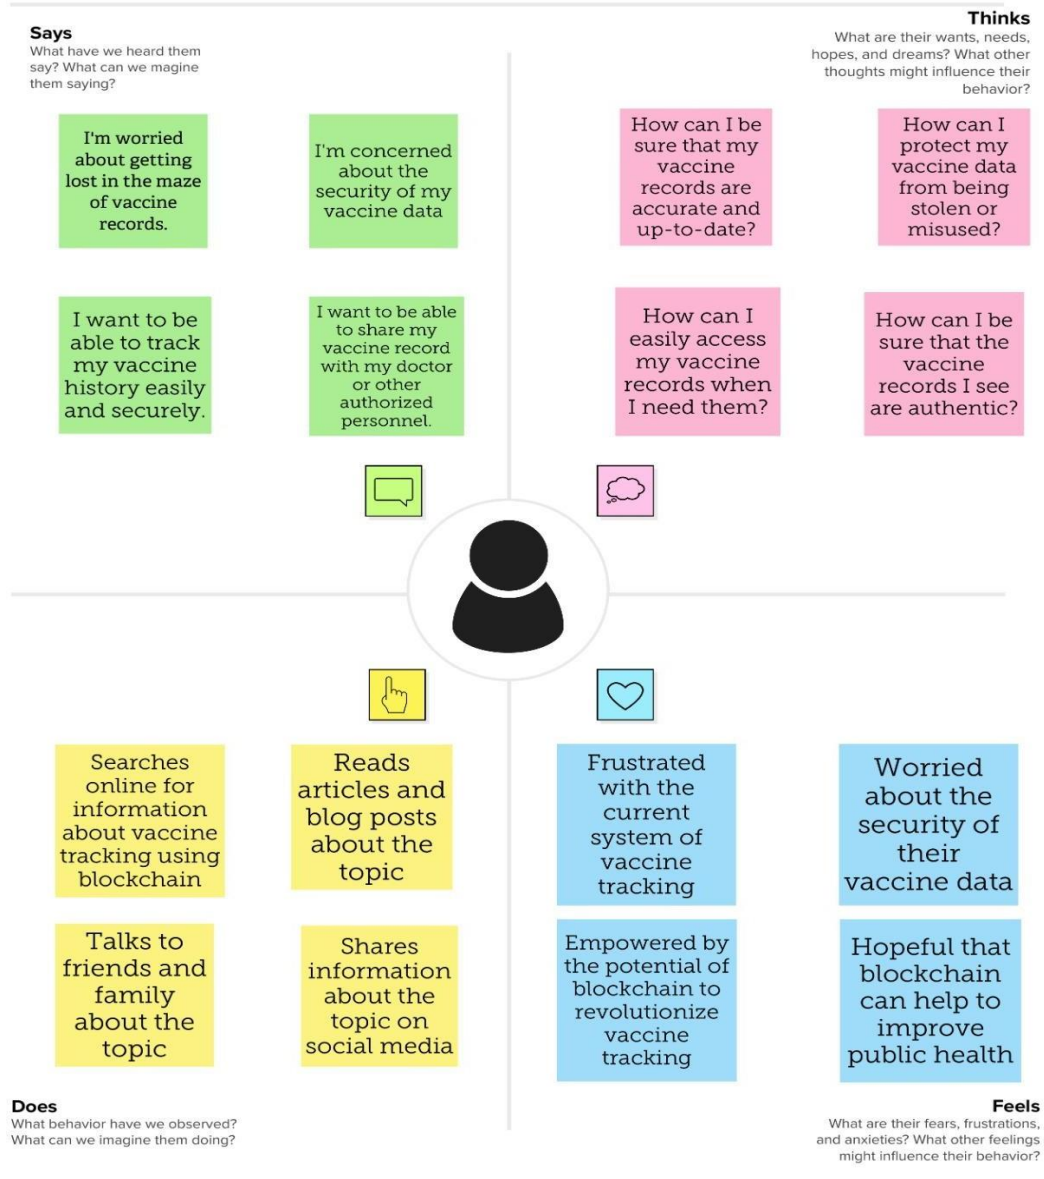 Says
What have we heard them
say? What can we magine
them saying?
I'm worried
about getting
lost in the maze
of vaccine
records.
I'm concerned
about the
security of my
vaccine data
I want to be
able to track
my vaccine
history easily
and securely.
I want to be able
to share my
vaccine record
with my doctor
or other
authorized
personnel.
Thinks
What are their wants, needs,
hopes, and dreams? What other
thoughts might influence their
behavior?
How can I be
sure that my
vaccine
records are
accurate and
up-to-date?
How can I
protect my
vaccine data
from being
stolen or
misused?
How can I
easily access
my vaccine
records when
I need them?
How can I be
sure that the
vaccine
records I see
are authentic?
Searches
online for
information
about vaccine
tracking using
blockchain
Reads
articles and
blog posts
about the
topic
Talks to
friends and
family
about the
topic
Shares
information
about the
topic on
social media
Does
What behavior have we observed?
What can we imagine them doing?
Frustrated
with the
current
system of
vaccine
tracking
Worried
about the
security of
their
vaccine data
Empowered by
the potential of
blockchain to
revolutionize
vaccine
tracking
Hopeful that
blockchain
can help to
improve
public health
Feels
What are their fears, frustrations,
and anxieties? What other feelings
might influence their behavior?